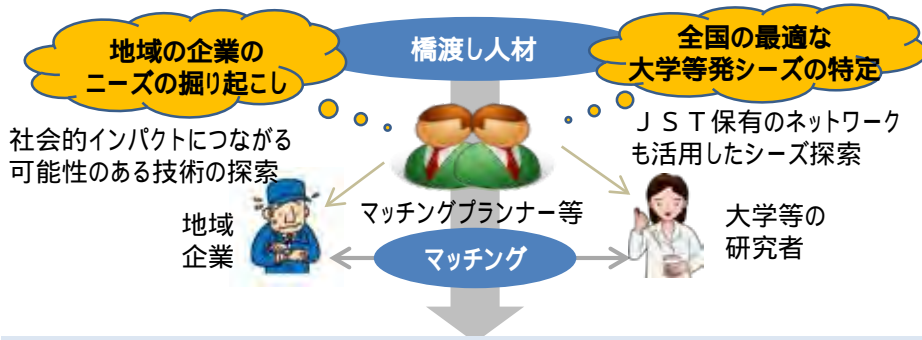 地域の企業の
ニーズの掘り起こし
橋渡し人材
全国の最適な
大学等発シーズの特定
社会的インパクトにつながる
可能性のある技術の探索
ＪＳＴ保有のネットワーク
も活用したシーズ探索
地域
企業
マッチングプランナー等
大学等の
研究者
マッチング